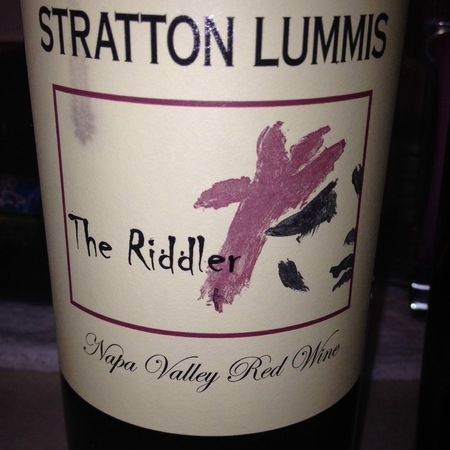 STRATTON LUMMIS
The Riddler
Napa Valley Red Wine